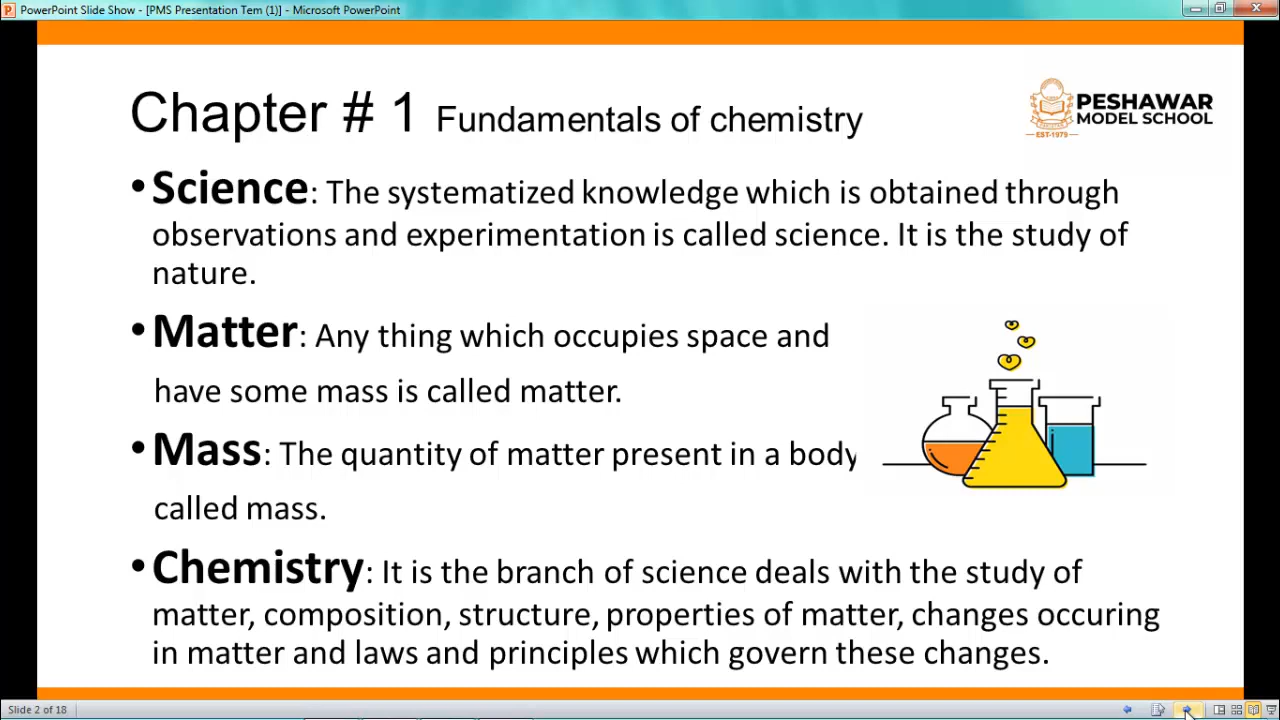 PowerPoint Slide Show - [PMS Presentation Tem (1)] - Microsoft PowerPoint
Chapter # 1 Fundamentals of chemistry
PESHAWAR
MODEL SCHOOL
EST-1979
•Science: The systematized knowledge which is obtained through
observations and experimentation is called science. It is the study of
nature.
•Matter: Any thing which occupies space and
have some mass is called matter.
•Mass: The quantity of matter present in a body
called mass.
•Chemistry: It is the branch of science deals with the study of
matter, composition, structure, properties of matter, changes occuring
in matter and laws and principles which govern these changes.
Slide 2 of 18